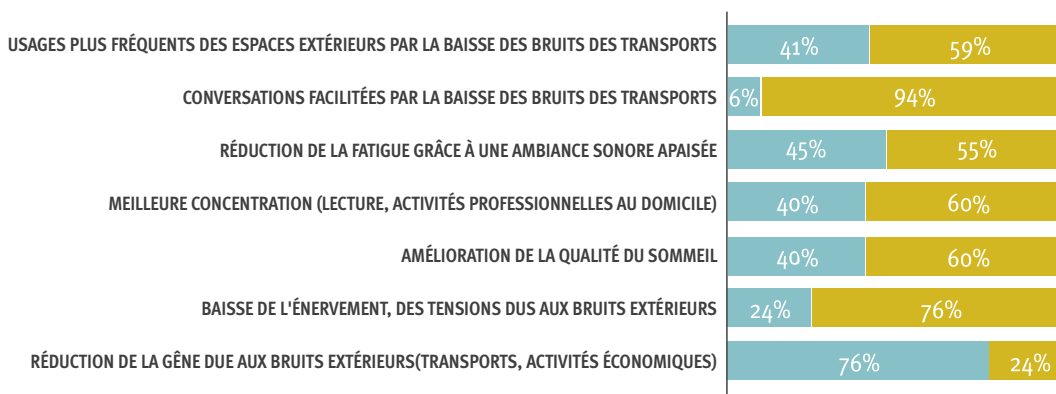 USAGES PLUS FRÉQUENTS DES ESPACES EXTÉRIEURS PAR LA BAISSE DES BRUITS DES TRANSPORTS 41% 59%
CONVERSATIONS FACILITÉES PAR LA BAISSE DES BRUITS DES TRANSPORTS 6% 94%
RÉDUCTION DE LA FATIGUE GRÂCE À UNE AMBIANCE SONORE APAISÉE 45% 55%
MEILLEURE CONCENTRATION (LECTURE, ACTIVITÉS PROFESSIONNELLES AU DOMICILE) 40% 60%
AMÉLIORATION DE LA QUALITÉ DU SOMMEIL 40% 60%
BAISSE DE L'ÉNERVEMENT, DES TENSIONS DUS AUX BRUITS EXTÉRIEURS 24% 76%
RÉDUCTION DE LA GÊNE DUE AUX BRUITS EXTÉRIEURS(TRANSPORTS, ACTIVITÉS ÉCONOMIQUES) 76% 24%